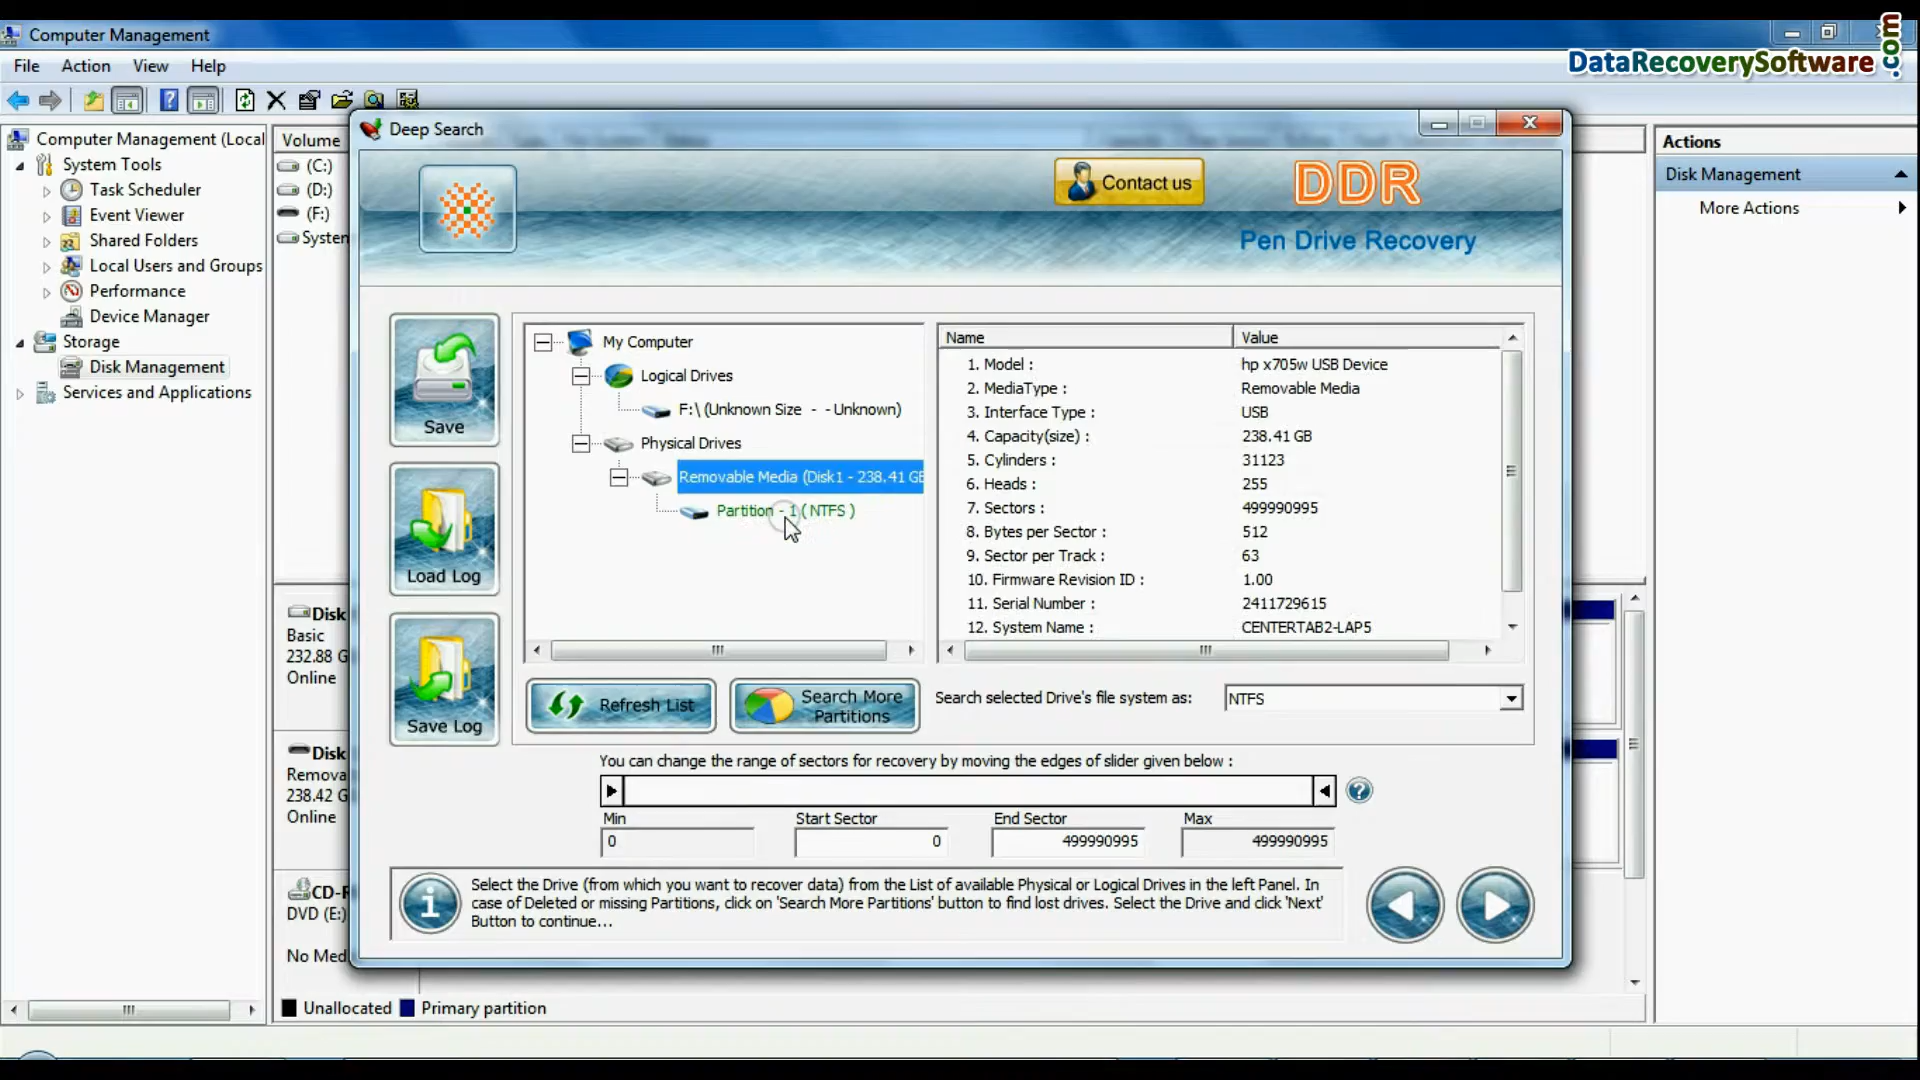 Computer Management
File Action View Help
DataRecoverySoftware.com
Computer Management (Local
System Tools
Task Scheduler
Event Viewer
Shared Folders
Local Users and Groups
Performance
Device Manager
Storage
Disk Management
Services and Applications
Volume
(C:)
(D:)
(F:)
System
Disk
Basic
232.88 G
Online
Disk
Remova
238.42 G
Online
CD-R
DVD (E:)
No Med
Unallocated Primary partition
Actions
Disk Management
More Actions
Deep Search
Contact us
DDR
Pen Drive Recovery
Save
Load Log
Save Log
My Computer
Logical Drives
F:\ (Unknown Size - - Unknown)
Physical Drives
Removable Media (Disk1 - 238.41 GB
Partition - 1 ( NTFS )
Name Value
1. Model : hp x705w USB Device
2. MediaType : Removable Media
3. Interface Type : USB
4. Capacity(size) : 238.41 GB
5. Cylinders : 31123
6. Heads : 255
7. Sectors : 499990995
8. Bytes per Sector : 512
9. Sector per Track : 63
10. Firmware Revision ID : 1.00
11. Serial Number : 2411729615
12. System Name : CENTERTAB2-LAP5
Refresh List
Search More
Partitions
Search selected Drive's file system as: NTFS
You can change the range of sectors for recovery by moving the edges of slider given below :
Min Start Sector End Sector Max
0 0 499990995 499990995
Select the Drive (from which you want to recover data) from the List of available Physical or Logical Drives in the left Panel. In
case of Deleted or missing Partitions, click on 'Search More Partitions' button to find lost drives. Select the Drive and click 'Next'
Button to continue...